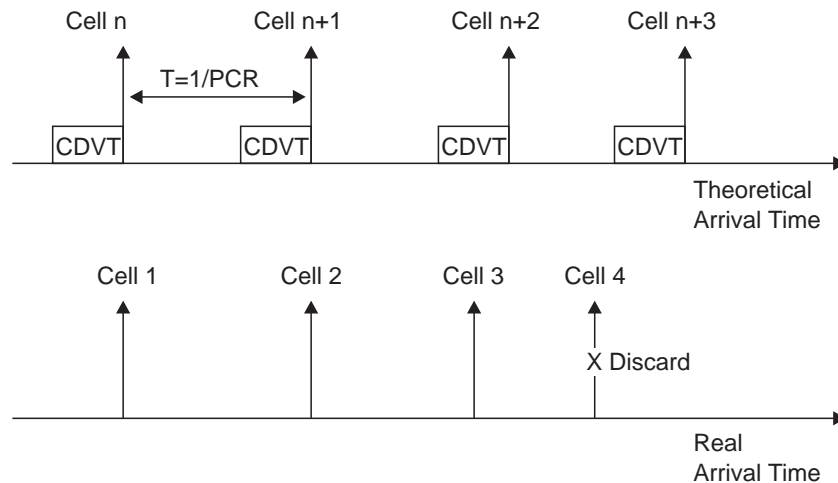 Cell n
Cell n+1
Cell n+2
Cell n+3
T=1/PCR
CDVT
CDVT
CDVT
CDVT
Theoretical
Arrival Time
Cell 1
Cell 2
Cell 3
Cell 4
X Discard
Real
Arrival Time